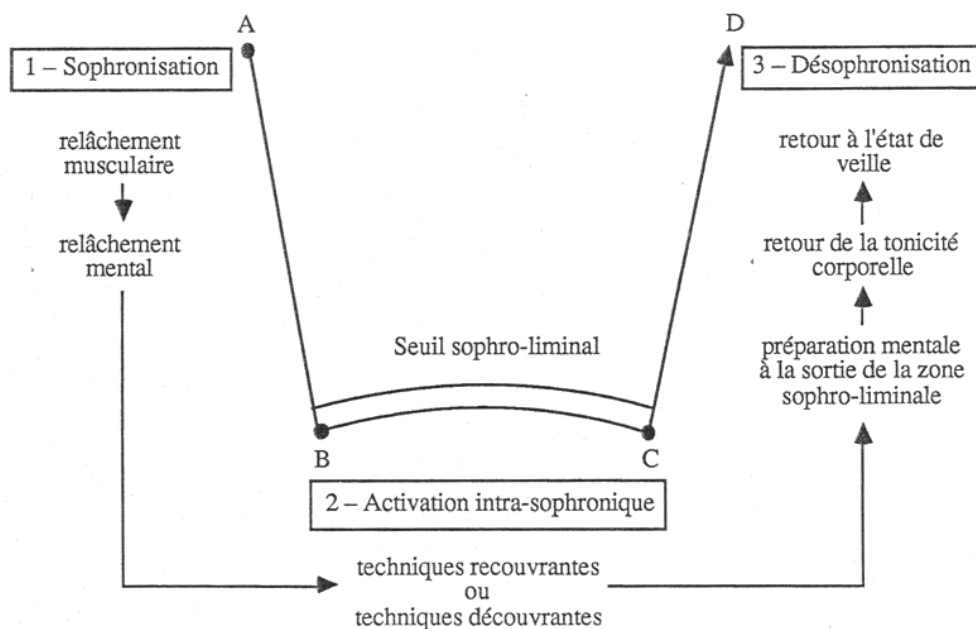 A
D
1 – Sophronisation
3 – Désophronisation
relâchement
musculaire
relâchement
mental
retour à l'état de
veille
retour de la tonicité
corporelle
préparation mentale
à la sortie de la zone
sophro-liminale
Seuil sophro-liminal
B
C
2 – Activation intra-sophronique
techniques recouvrantes
ou
techniques découvrantes